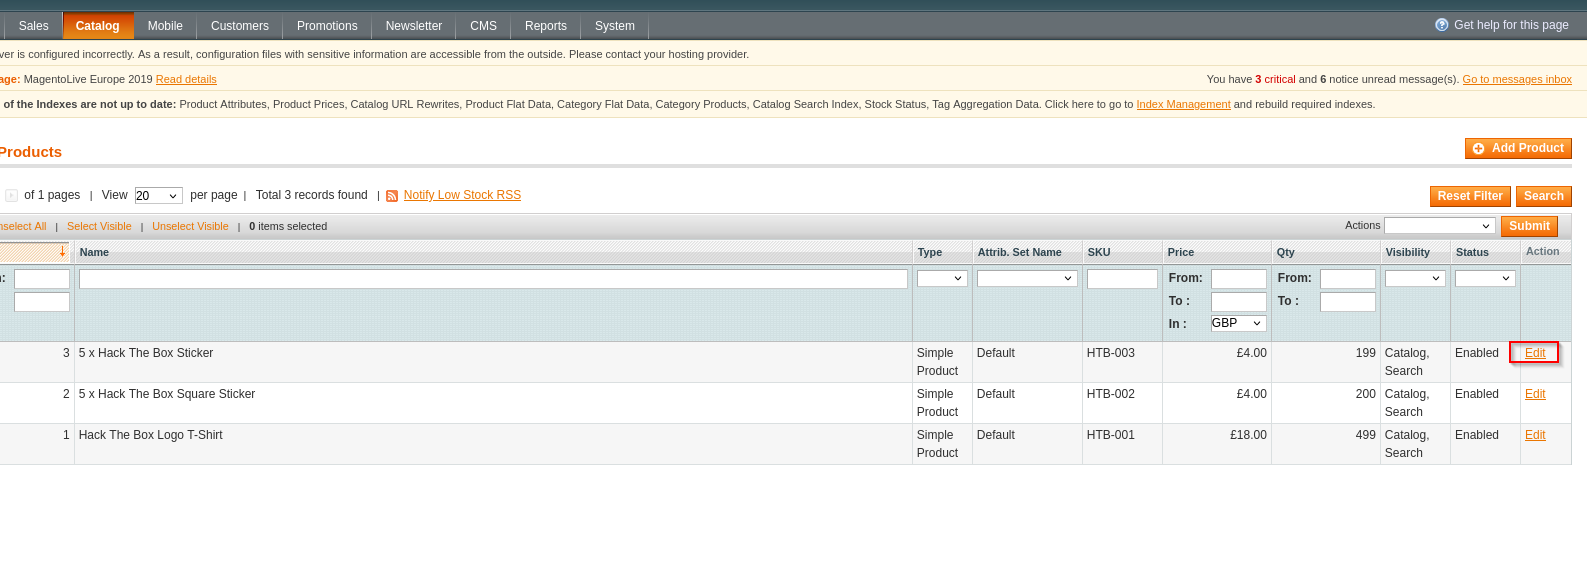 Sales Catalog Mobile Customers Promotions Newsletter CMS Reports System Get help for this page
ver is configured incorrectly. As a result, configuration files with sensitive information are accessible from the outside. Please contact your hosting provider.
age: MagentoLive Europe 2019 Read details You have 3 critical and 6 notice unread message(s). Go to messages inbox
of the Indexes are not up to date: Product Attributes, Product Prices, Catalog URL Rewrites, Product Flat Data, Category Flat Data, Category Products, Catalog Search Index, Stock Status, Tag Aggregation Data. Click here to go to Index Management and rebuild required indexes.
Products Add Product
of 1 pages | View 20 per page | Total 3 records found | Notify Low Stock RSS Reset Filter Search
nselect All | Select Visible | Unselect Visible | 0 items selected Actions Submit
Name Type Attrib. Set Name SKU Price Qty Visibility Status Action
: From: From:
To : To :
In : GBP
3 5 x Hack The Box Sticker Simple Default HTB-003 £4.00 199 Catalog, Enabled Edit
Product Search
2 5 x Hack The Box Square Sticker Simple Default HTB-002 £4.00 200 Catalog, Enabled Edit
Product Search
1 Hack The Box Logo T-Shirt Simple Default HTB-001 £18.00 499 Catalog, Enabled Edit
Product Search